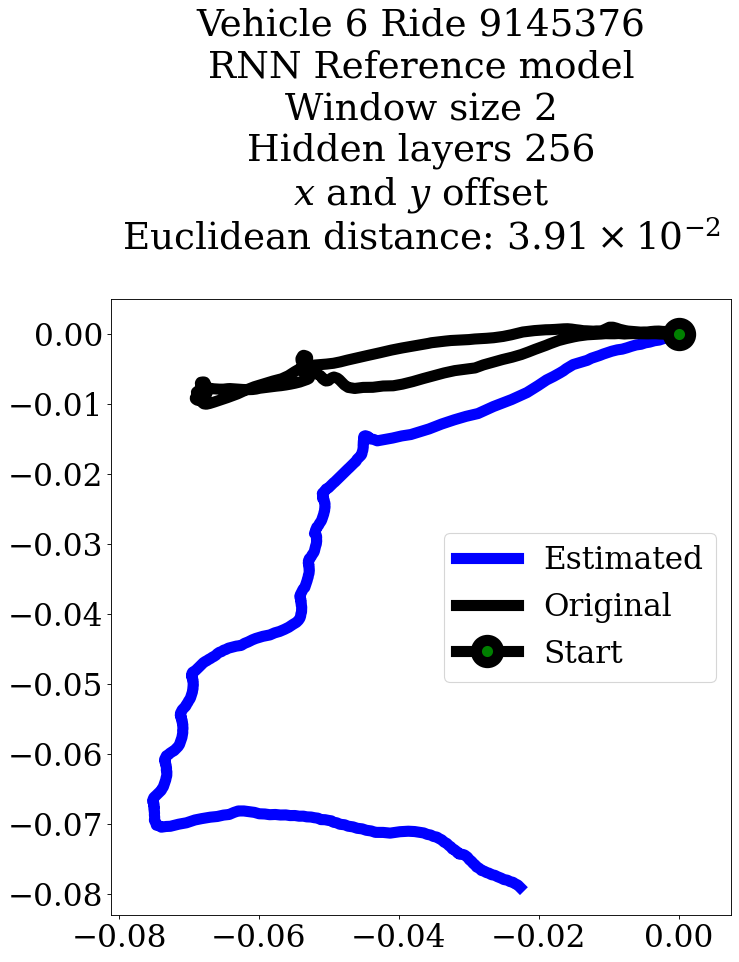 Vehicle 6 Ride 9145376
RNN Reference model
Window size 2
Hidden layers 256
x and y offset
Euclidean distance: 3.91 × 10⁻²
0.00
−0.01
−0.02
−0.03
−0.04
−0.05
−0.06
−0.07
−0.08
Estimated
Original
Start
−0.08 −0.06 −0.04 −0.02 0.00